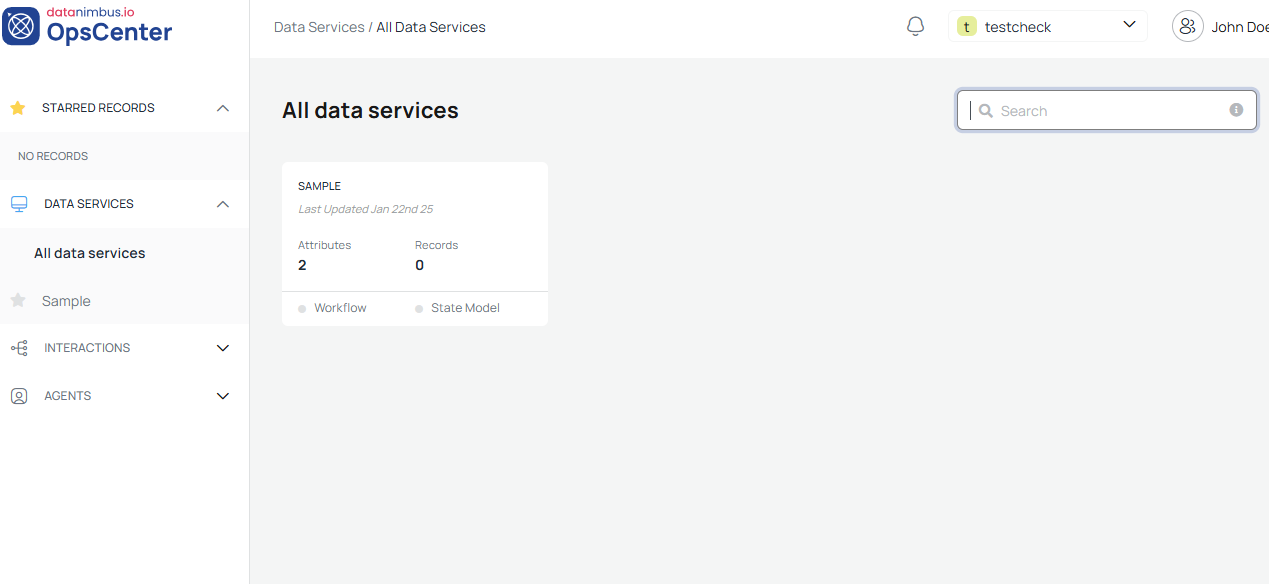 datanimbus.io
OpsCenter
STARRED RECORDS
NO RECORDS
DATA SERVICES
All data services
Sample
INTERACTIONS
AGENTS
Data Services / All Data Services
t testcheck
John Doe
All data services
Search
SAMPLE
Last Updated Jan 22nd 25
Attributes Records
2 0
Workflow State Model